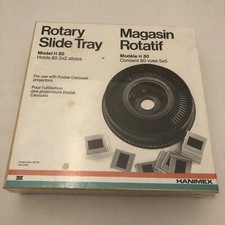 Rotary
Slide Tray
Model H 80
Holds 80 2x2 slides
For use with Kodak Carousel
projectors
Pour l'utilisation
des projecteurs Kodak
Carousel
Magasin
Rotatif
Modèle H 80
Contient 80 vues 5x5
HANIMEX